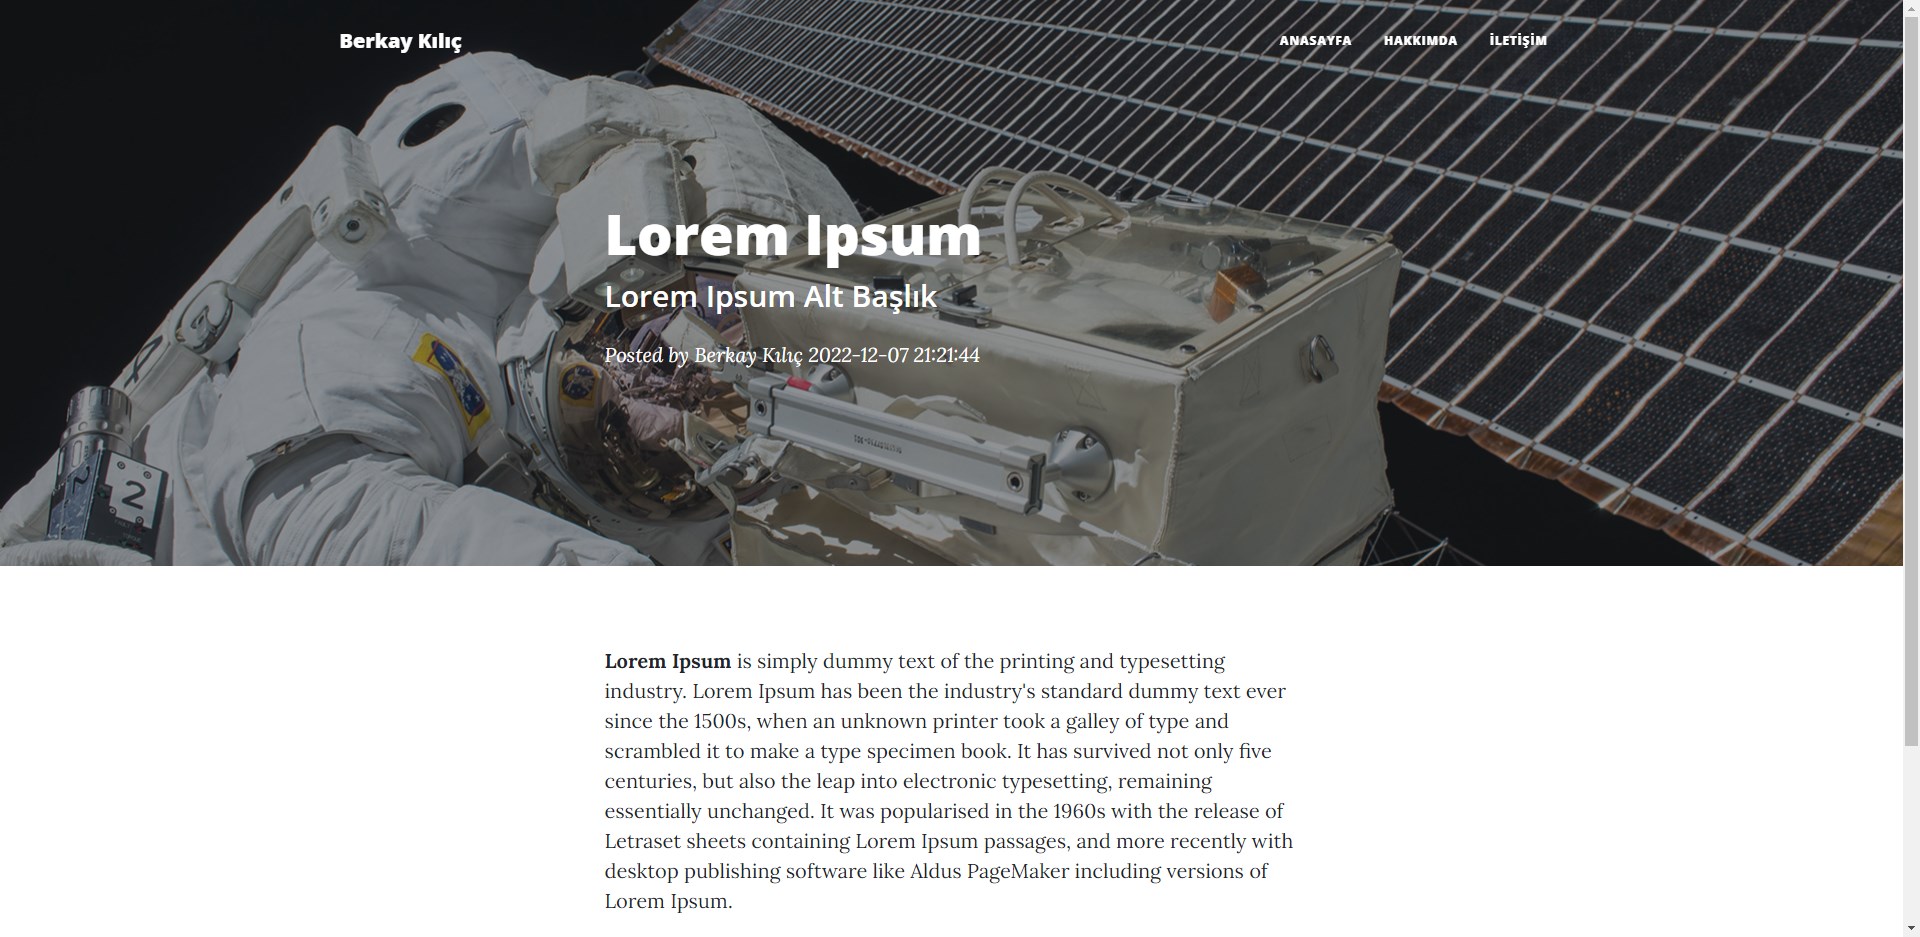 Berkay Kılıç
ANASAYFA HAKKIMDA İLETİŞİM
Lorem Ipsum
Lorem Ipsum Alt Başlık
Posted by Berkay Kılıç 2022-12-07 21:21:44
2
Lorem Ipsum is simply dummy text of the printing and typesetting
industry. Lorem Ipsum has been the industry's standard dummy text ever
since the 1500s, when an unknown printer took a galley of type and
scrambled it to make a type specimen book. It has survived not only five
centuries, but also the leap into electronic typesetting, remaining
essentially unchanged. It was popularised in the 1960s with the release of
Letraset sheets containing Lorem Ipsum passages, and more recently with
desktop publishing software like Aldus PageMaker including versions of
Lorem Ipsum.